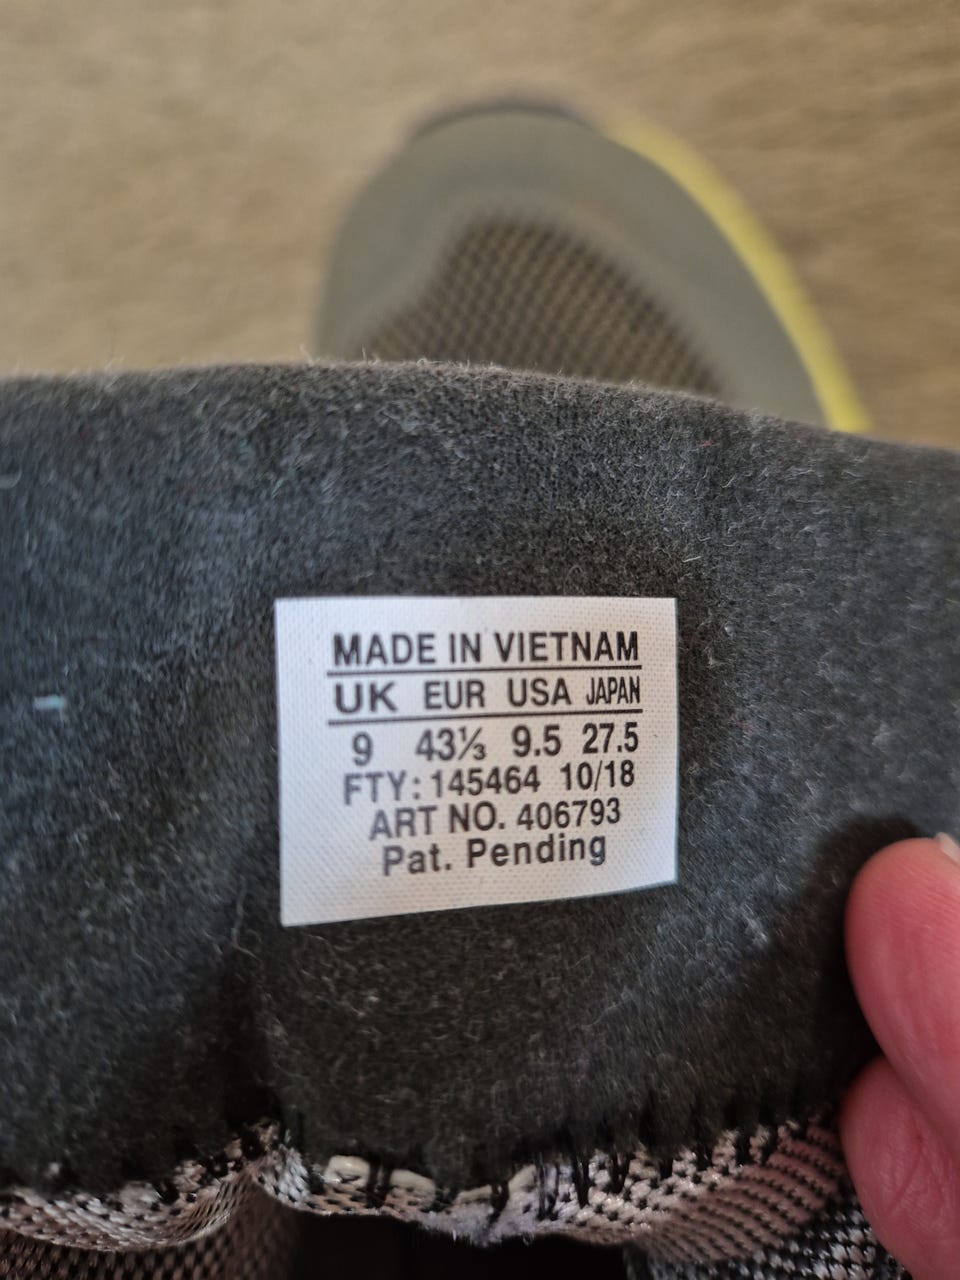 MADE IN VIETNAM
UK EUR USA JAPAN
9 43⅓ 9.5 27.5
FTY: 145464 10/18
ART NO. 406793
Pat. Pending